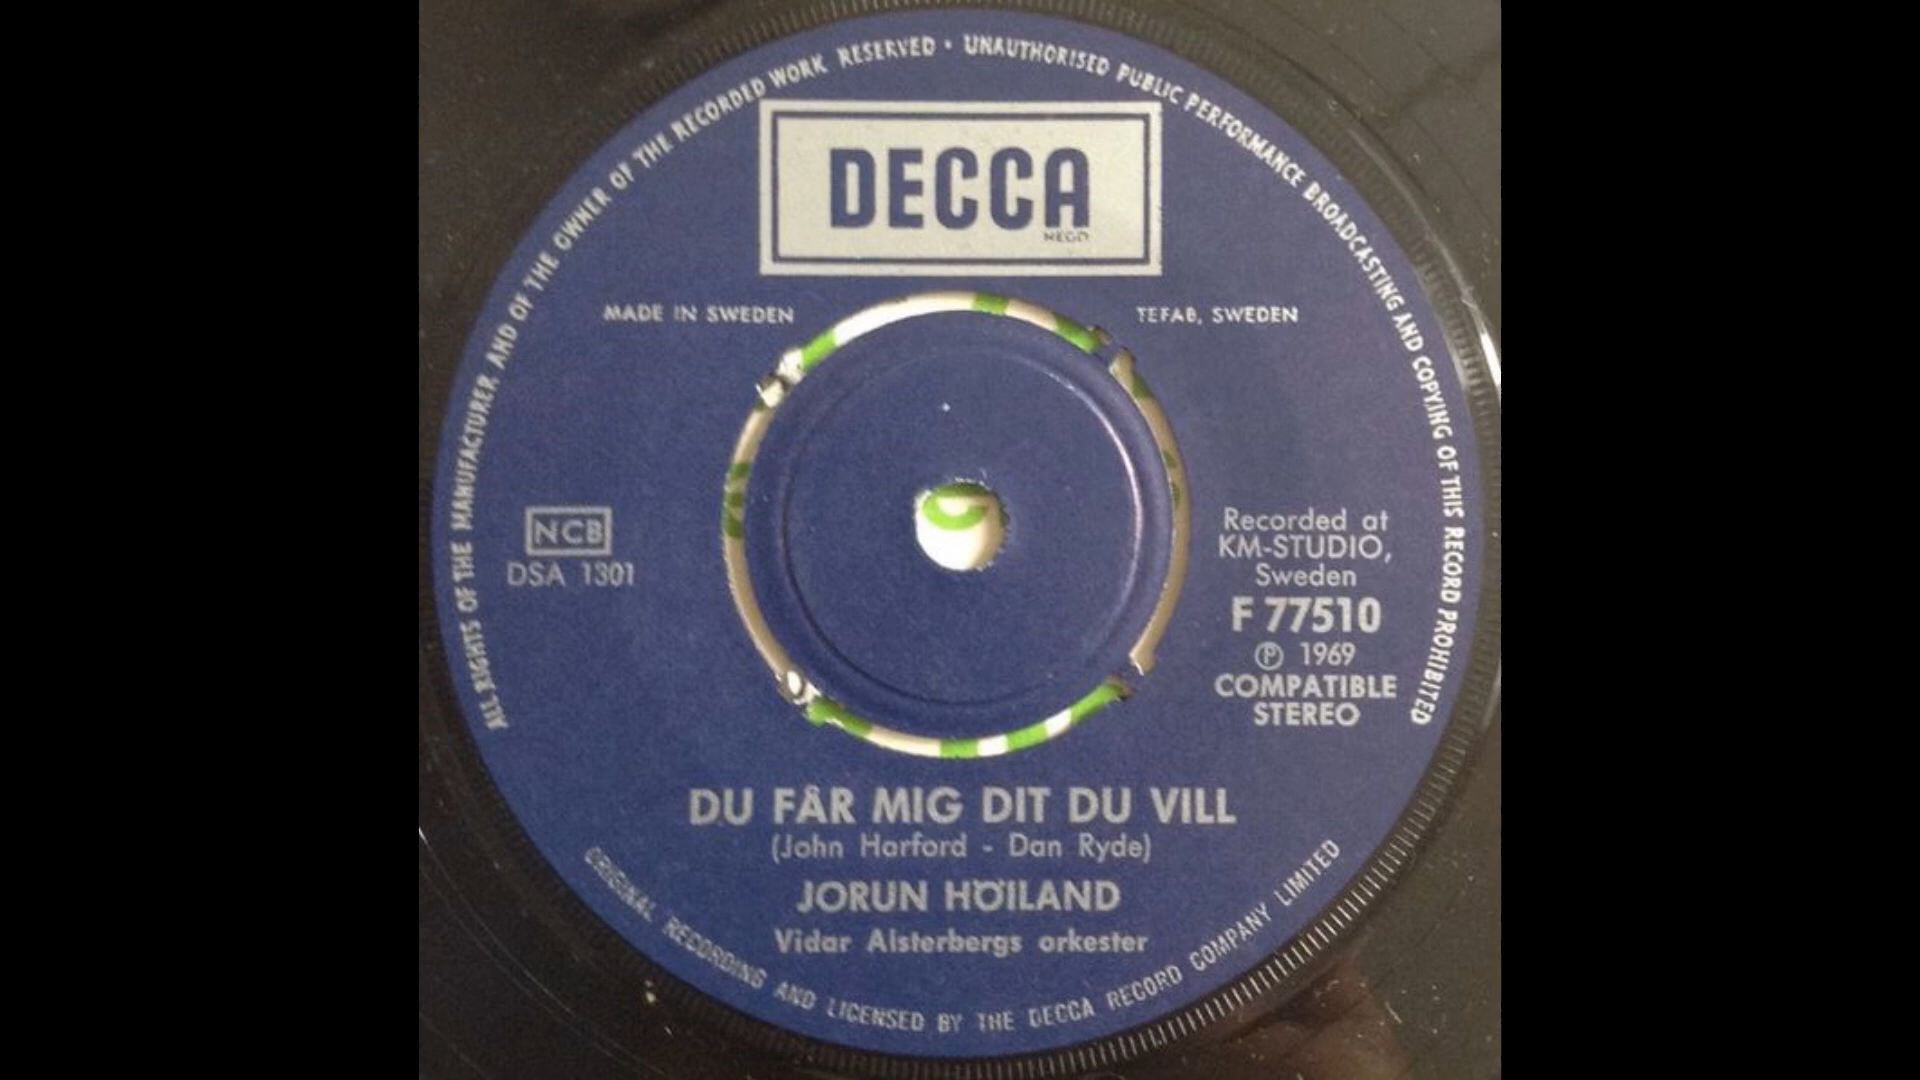 ALL RIGHTS OF THE MANUFACTURER AND OF THE OWNER OF THE RECORDED WORK RESERVED · UNAUTHORISED PUBLIC PERFORMANCE BROADCASTING AND COPYING OF THIS RECORD PROHIBITED
DECCA
REGD
MADE IN SWEDEN
TEFAB, SWEDEN
NCB
DSA 1301
Recorded at
KM-STUDIO,
Sweden
F 77510
Ⓟ 1969
COMPATIBLE
STEREO
DU FÅR MIG DIT DU VILL
(John Harford - Dan Ryde)
JORUN HÖILAND
Vidar Alsterbergs orkester
ORIGINAL RECORDING AND LICENSED BY THE DECCA RECORD COMPANY LIMITED